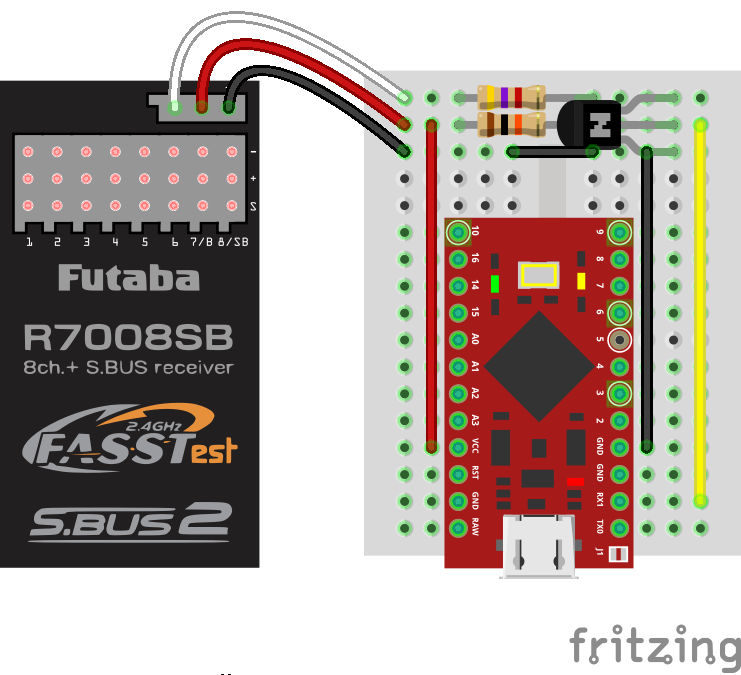 N
-
+
S
1 2 3 4 5 6 7/B 8/SB
Futaba
R7008SB
8ch.+ S.BUS receiver
2.4GHz
FASSTest
S.BUS2
10 9
16 8
14 7
15 6
A0 5
A1 4
A2 3
A3 2
VCC GND
RST GND
GND RX1
RAW TX0
J1
fritzing